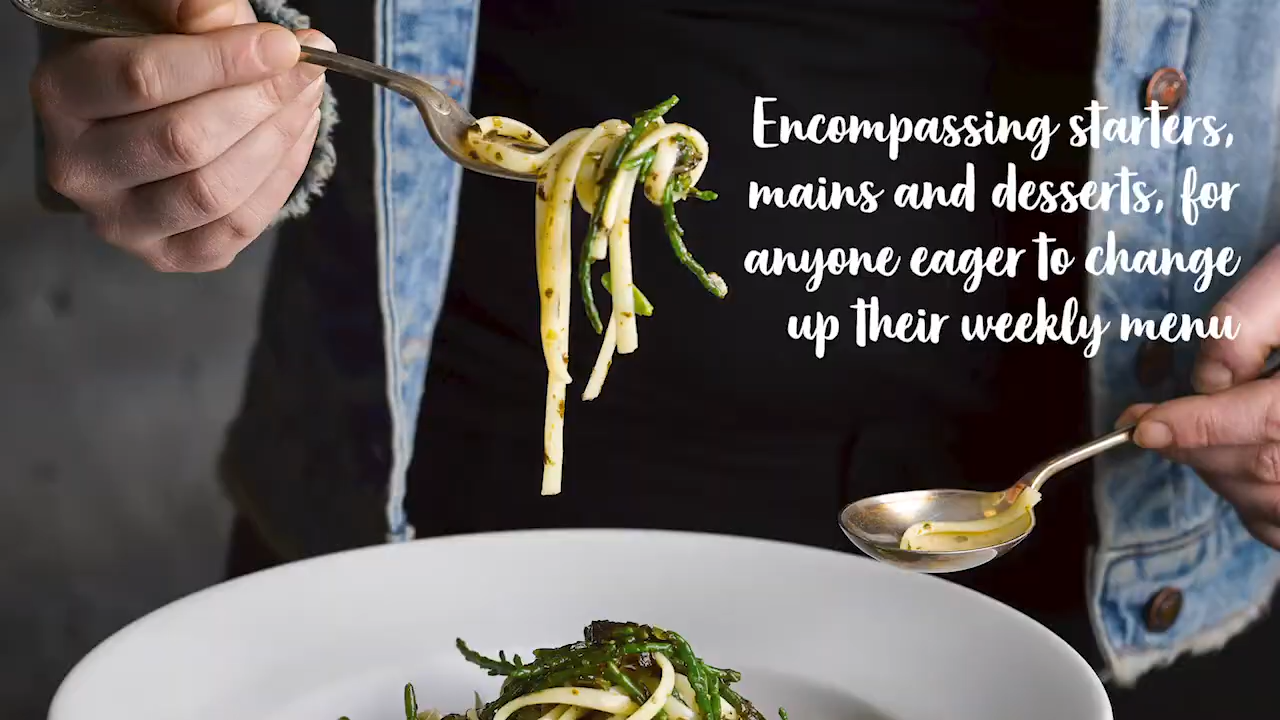 Encompassing starters,
mains and desserts, for
anyone eager to change
up their weekly menu